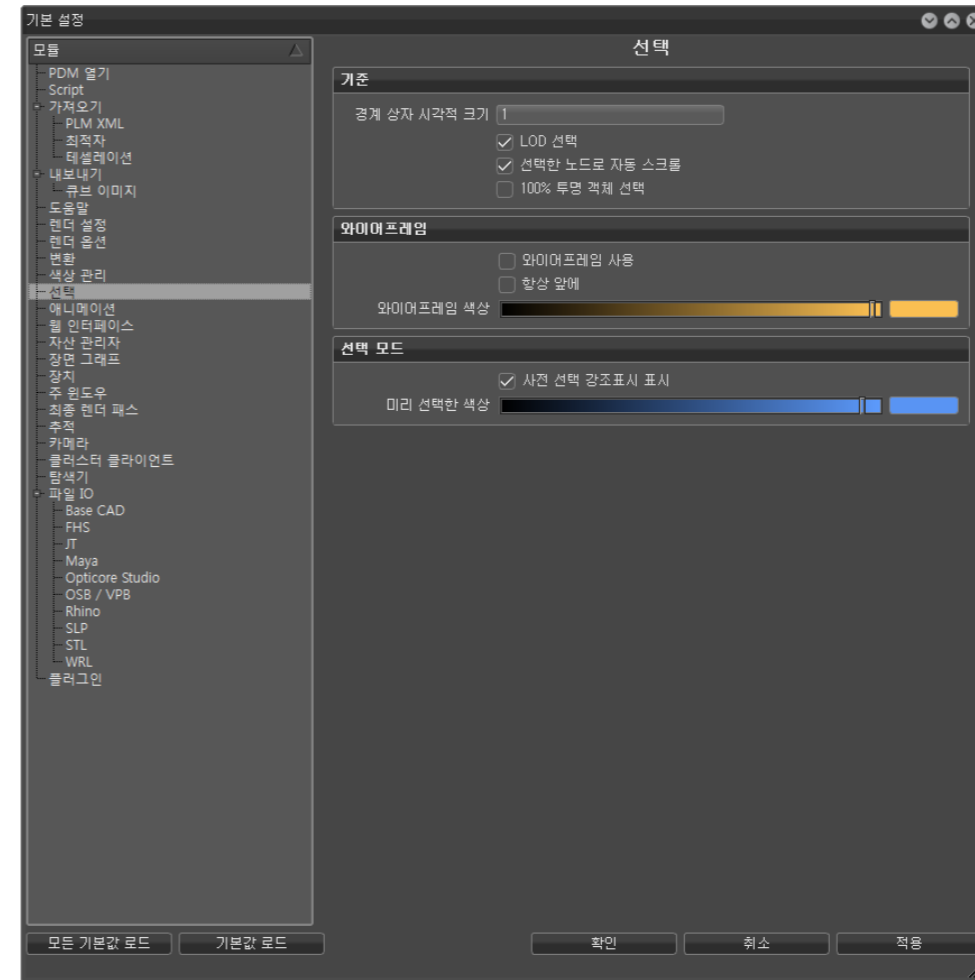 기본 설정
모듈
PDM 열기
Script
가져오기
PLM XML
최적자
테셀레이션
내보내기
큐브 이미지
도움말
렌더 설정
렌더 옵션
변환
색상 관리
선택
애니메이션
웹 인터페이스
자산 관리자
장면 그래프
장치
주 윈도우
최종 렌더 패스
추적
카메라
클러스터 클라이언트
탐색기
파일 IO
Base CAD
FHS
JT
Maya
Opticore Studio
OSB / VPB
Rhino
SLP
STL
WRL
플러그인
선택
기준
경계 상자 시각적 크기 1
LOD 선택
선택한 노드로 자동 스크롤
100% 투명 객체 선택
와이어프레임
와이어프레임 사용
항상 앞에
와이어프레임 색상
선택 모드
사전 선택 강조표시 표시
미리 선택한 색상
모든 기본값 로드 기본값 로드 확인 취소 적용